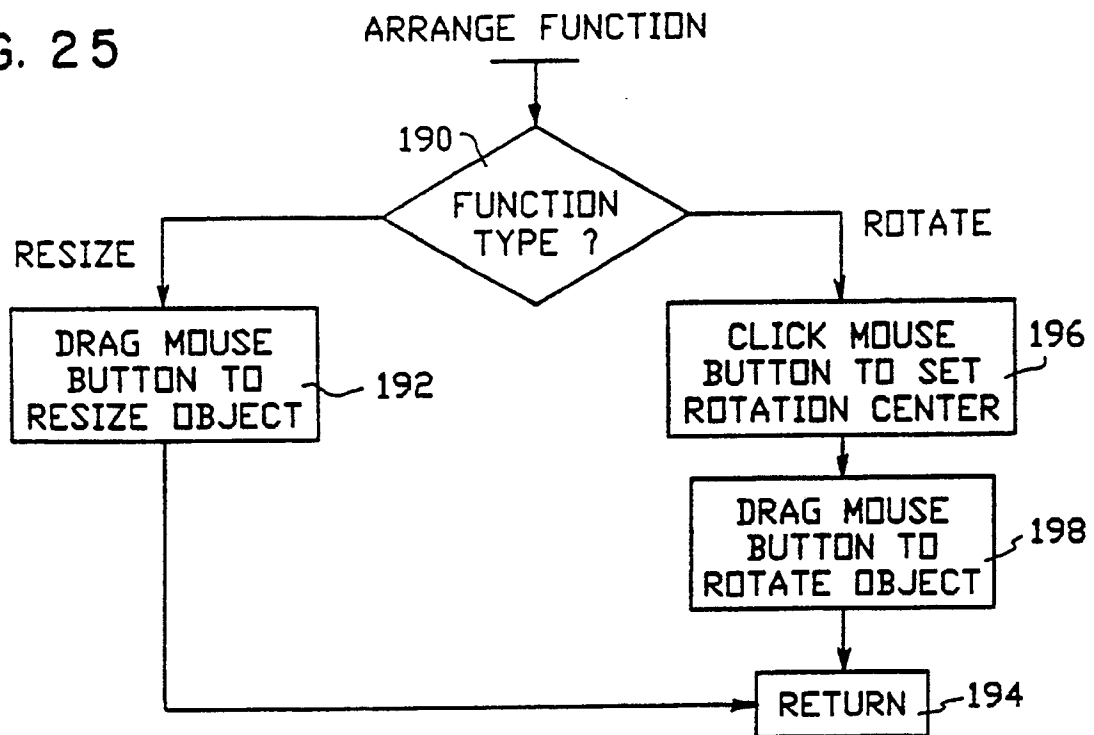 G. 25
ARRANGE FUNCTION
190
FUNCTION
TYPE ?
RESIZE
ROTATE
DRAG MOUSE
BUTTON TO
RESIZE OBJECT
192
CLICK MOUSE
BUTTON TO SET
ROTATION CENTER
196
DRAG MOUSE
BUTTON TO
ROTATE OBJECT
198
RETURN
194